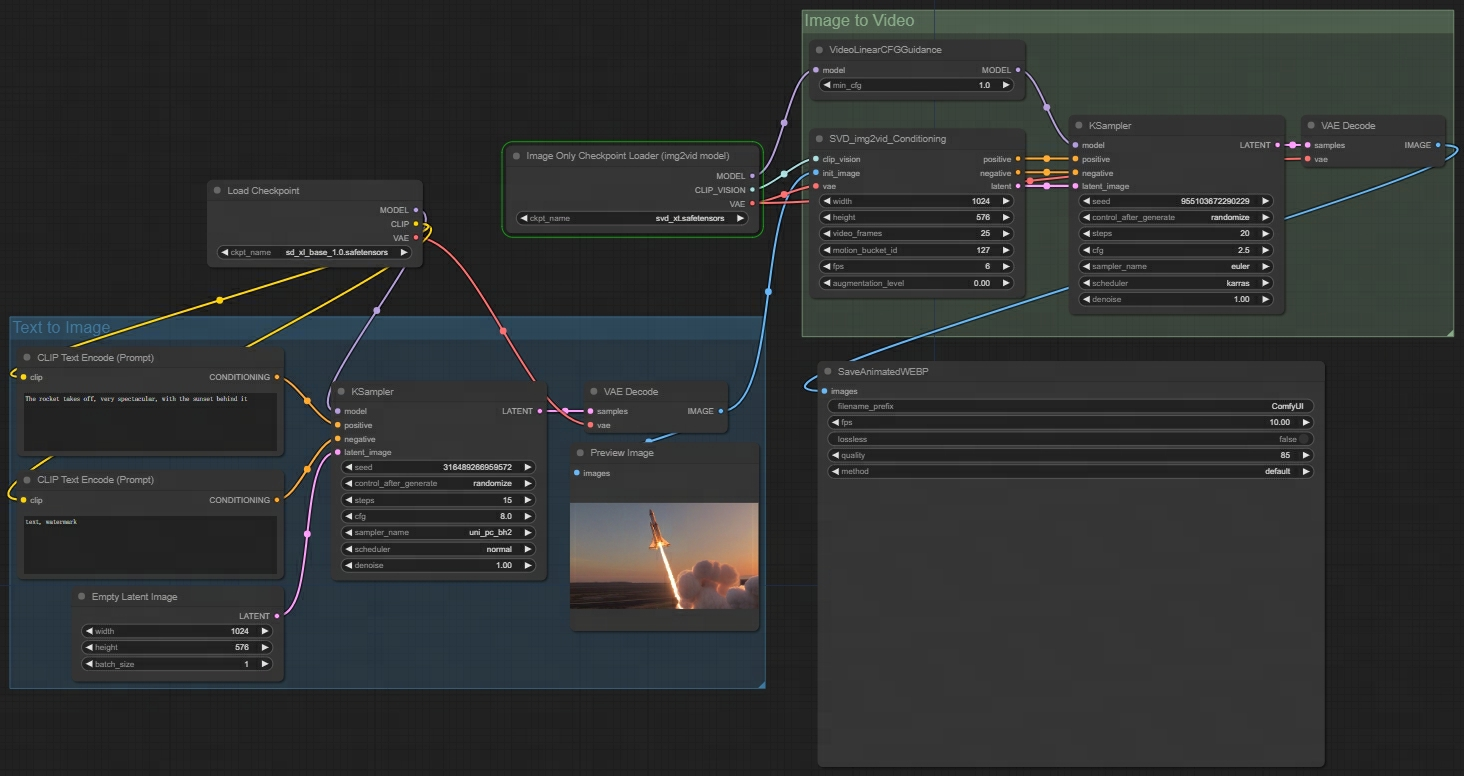 Image to Video
VideoLinearCFGGuidance
model MODEL
min_cfg 1.0
SVD_img2vid_Conditioning
clip_vision positive
init_image negative
vae latent
width 1024
height 576
video_frames 25
motion_bucket_id 127
fps 6
augmentation_level 0.00
KSampler
model LATENT
positive
negative
latent_image
seed 955103672290229
control_after_generate randomize
steps 20
cfg 2.5
sampler_name euler
scheduler karras
denoise 1.00
VAE Decode
samples IMAGE
vae
Image Only Checkpoint Loader (img2vid model)
MODEL
CLIP_VISION
VAE
ckpt_name svd_xt.safetensors
Load Checkpoint
MODEL
CLIP
VAE
ckpt_name sd_xl_base_1.0.safetensors
Text to Image
CLIP Text Encode (Prompt)
clip CONDITIONING
The rocket takes off, very spectacular, with the sunset behind it
CLIP Text Encode (Prompt)
clip CONDITIONING
text, watermark
Empty Latent Image
LATENT
width 1024
height 576
batch_size 1
KSampler
model LATENT
positive
negative
latent_image
seed 316489266959572
control_after_generate randomize
steps 15
cfg 8.0
sampler_name uni_pc_bh2
scheduler normal
denoise 1.00
VAE Decode
samples IMAGE
vae
Preview Image
images
SaveAnimatedWEBP
images
filename_prefix ComfyUI
fps 10.00
lossless false
quality 85
method default